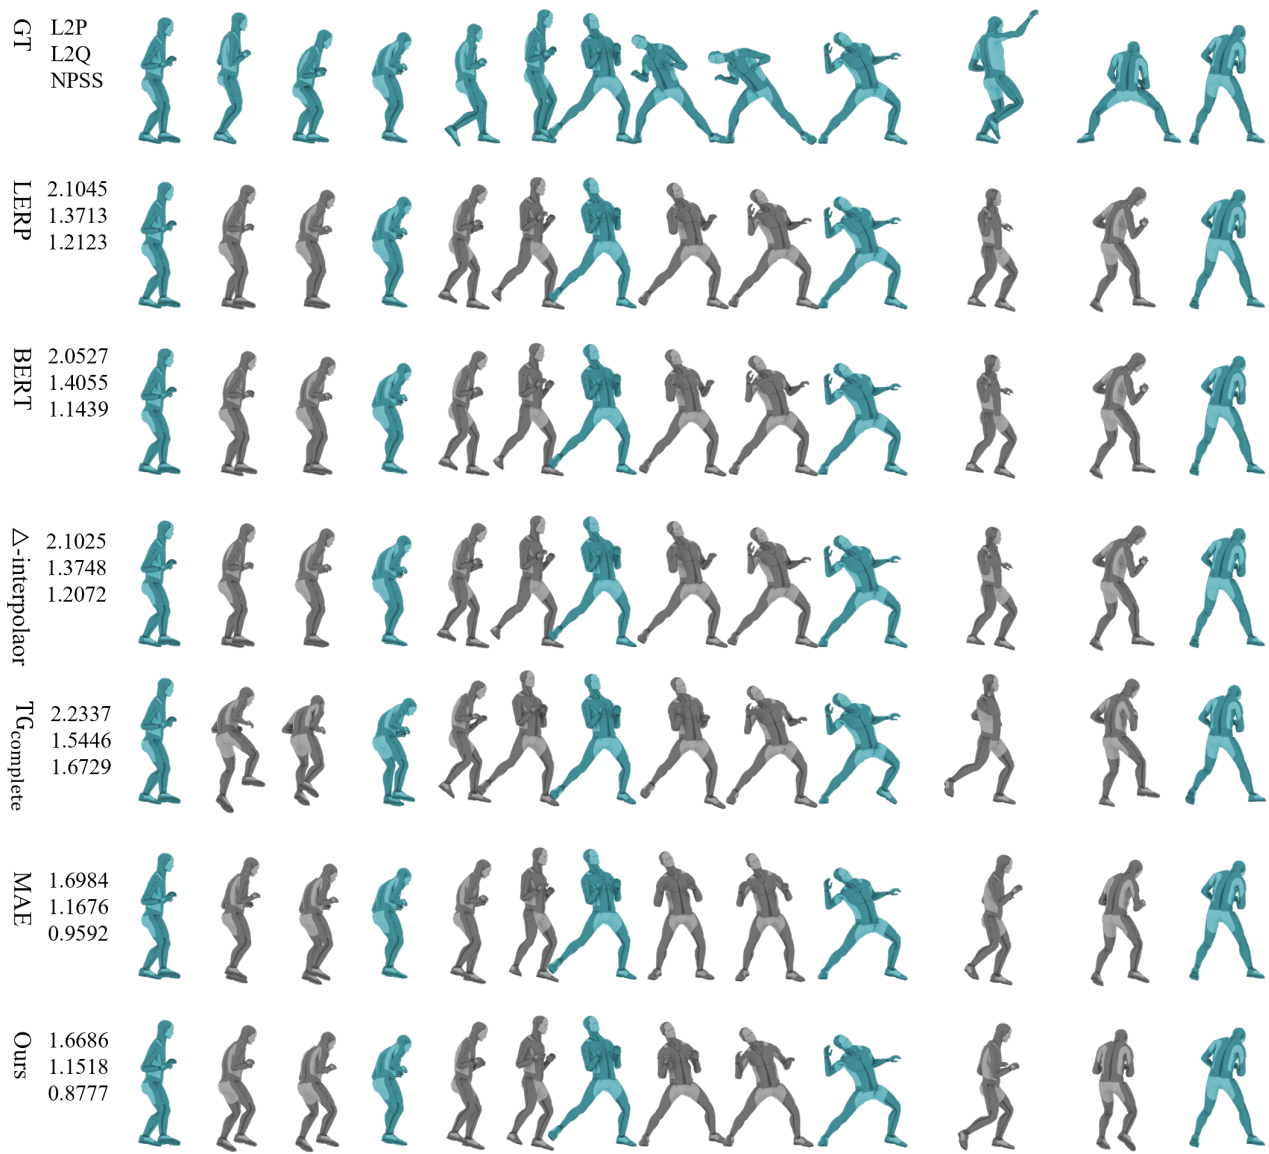 GT
L2P
L2Q
NPSS
LERP
2.1045
1.3713
1.2123
BERT
2.0527
1.4055
1.1439
△-interpolaor
2.1025
1.3748
1.2072
TGcomplete
2.2337
1.5446
1.6729
MAE
1.6984
1.1676
0.9592
Ours
1.6686
1.1518
0.8777